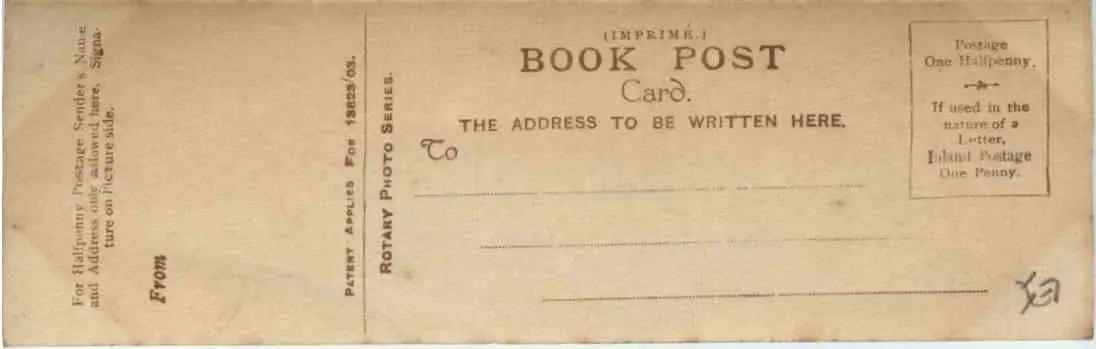 For Halfpenny Postage Sender's Name
and Address only allowed here. Signa-
ture on Picture side.
From
PATENT APPLIED FOR 13823/03.
ROTARY PHOTO SERIES.
(IMPRIMÉ.)
BOOK POST
Card.
THE ADDRESS TO BE WRITTEN HERE.
To
Postage
One Halfpenny.
If used in the
nature of a
Letter,
Inland Postage
One Penny.